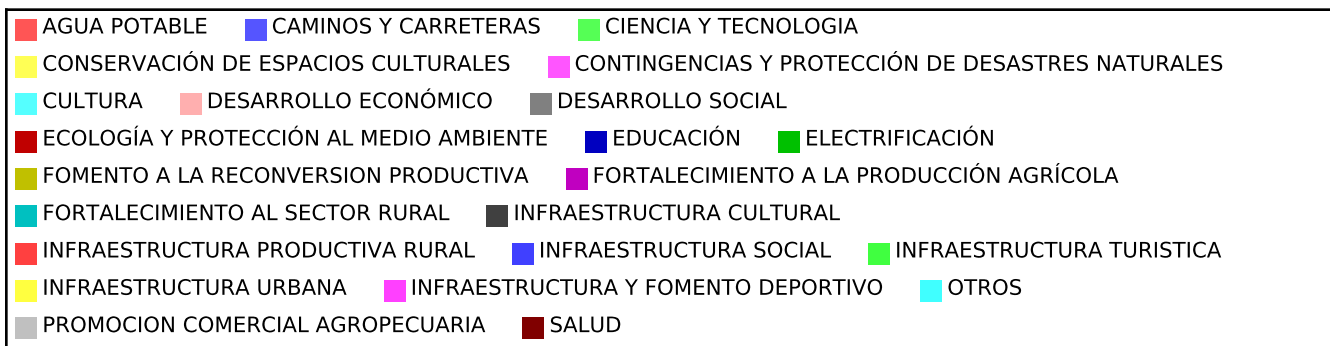 AGUA POTABLE CAMINOS Y CARRETERAS CIENCIA Y TECNOLOGIA
CONSERVACIÓN DE ESPACIOS CULTURALES CONTINGENCIAS Y PROTECCIÓN DE DESASTRES NATURALES
CULTURA DESARROLLO ECONÓMICO DESARROLLO SOCIAL
ECOLOGÍA Y PROTECCIÓN AL MEDIO AMBIENTE EDUCACIÓN ELECTRIFICACIÓN
FOMENTO A LA RECONVERSION PRODUCTIVA FORTALECIMIENTO A LA PRODUCCIÓN AGRÍCOLA
FORTALECIMIENTO AL SECTOR RURAL INFRAESTRUCTURA CULTURAL
INFRAESTRUCTURA PRODUCTIVA RURAL INFRAESTRUCTURA SOCIAL INFRAESTRUCTURA TURISTICA
INFRAESTRUCTURA URBANA INFRAESTRUCTURA Y FOMENTO DEPORTIVO OTROS
PROMOCION COMERCIAL AGROPECUARIA SALUD